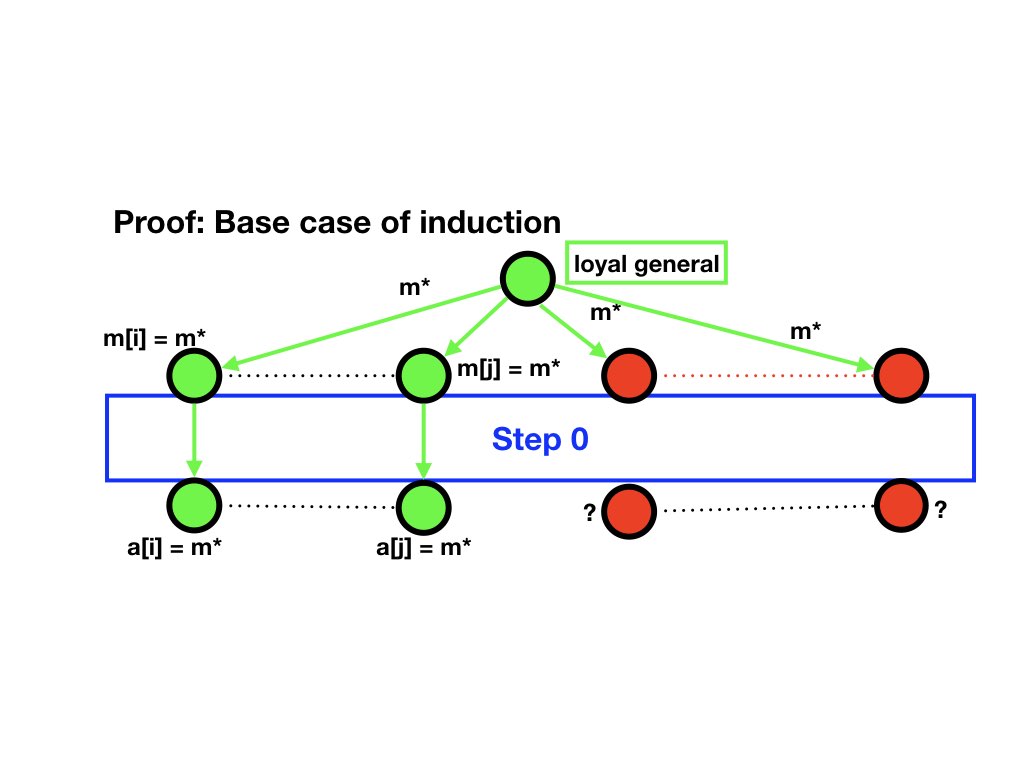 Proof: Base case of induction
loyal general
m*
m*
m*
m[i] = m*
m[j] = m*
Step 0
?
?
a[i] = m*
a[j] = m*